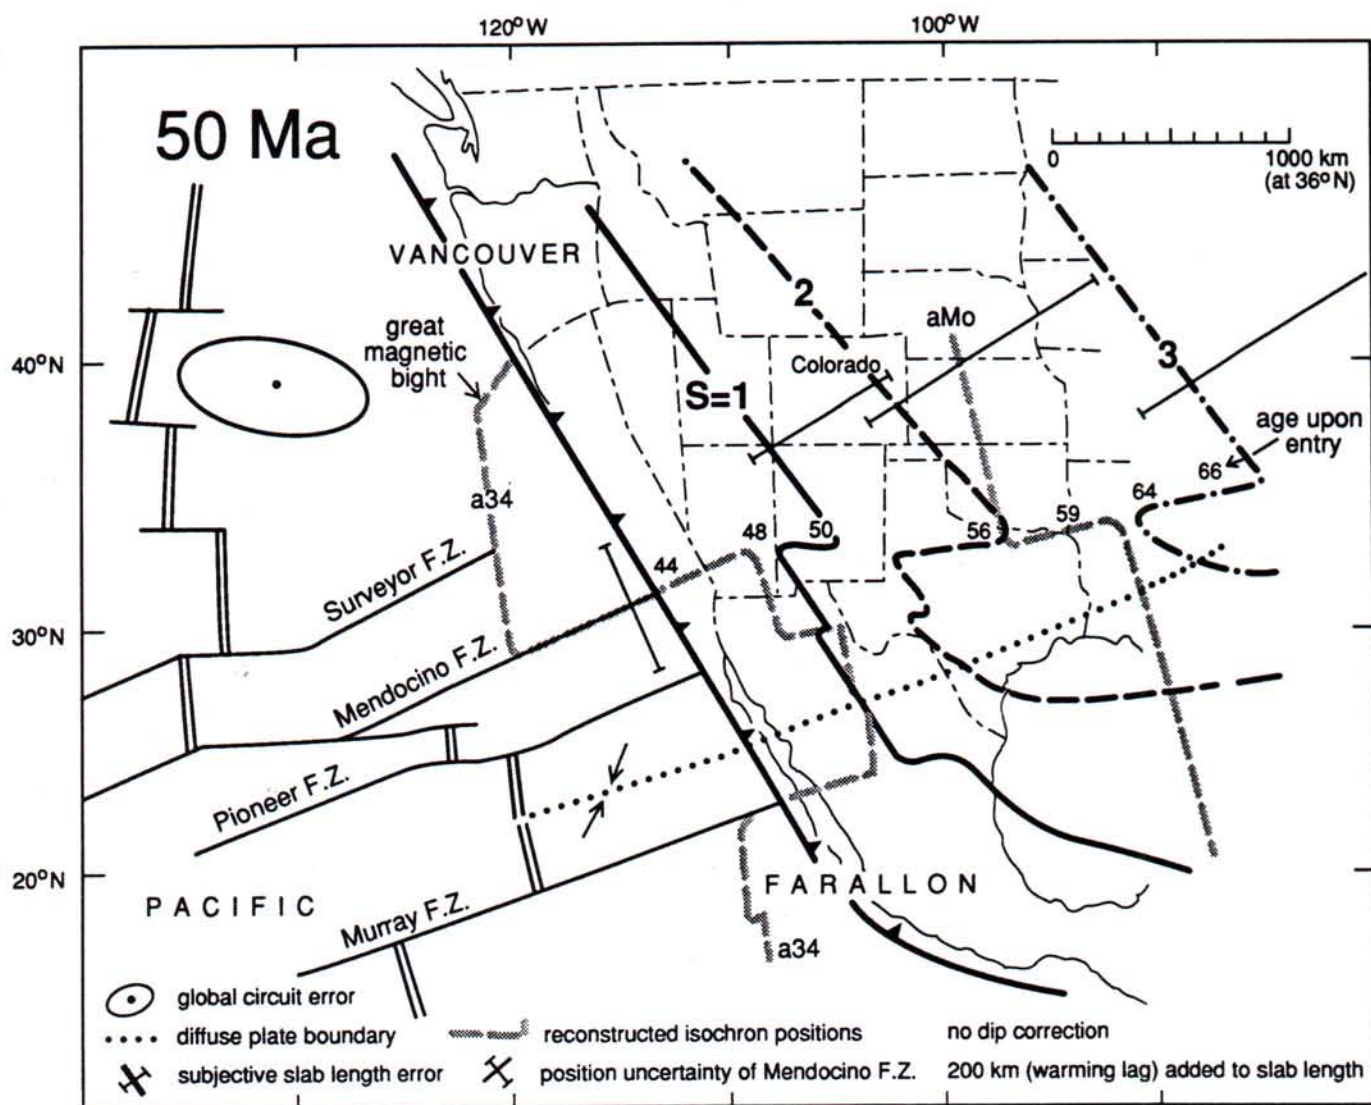 120°W
100°W
50 Ma
0
1000 km
(at 36°N)
VANCOUVER
2
great
magnetic
bight
aMo
3
40°N
Colorado
S=1
age upon
entry
66
a34
64
59
48
50
56
44
Surveyor F.Z.
30°N
Mendocino F.Z.
Pioneer F.Z.
20°N
FARALLON
PACIFIC
Murray F.Z.
a34
global circuit error
diffuse plate boundary
reconstructed isochron positions
no dip correction
subjective slab length error
position uncertainty of Mendocino F.Z.
200 km (warming lag) added to slab length